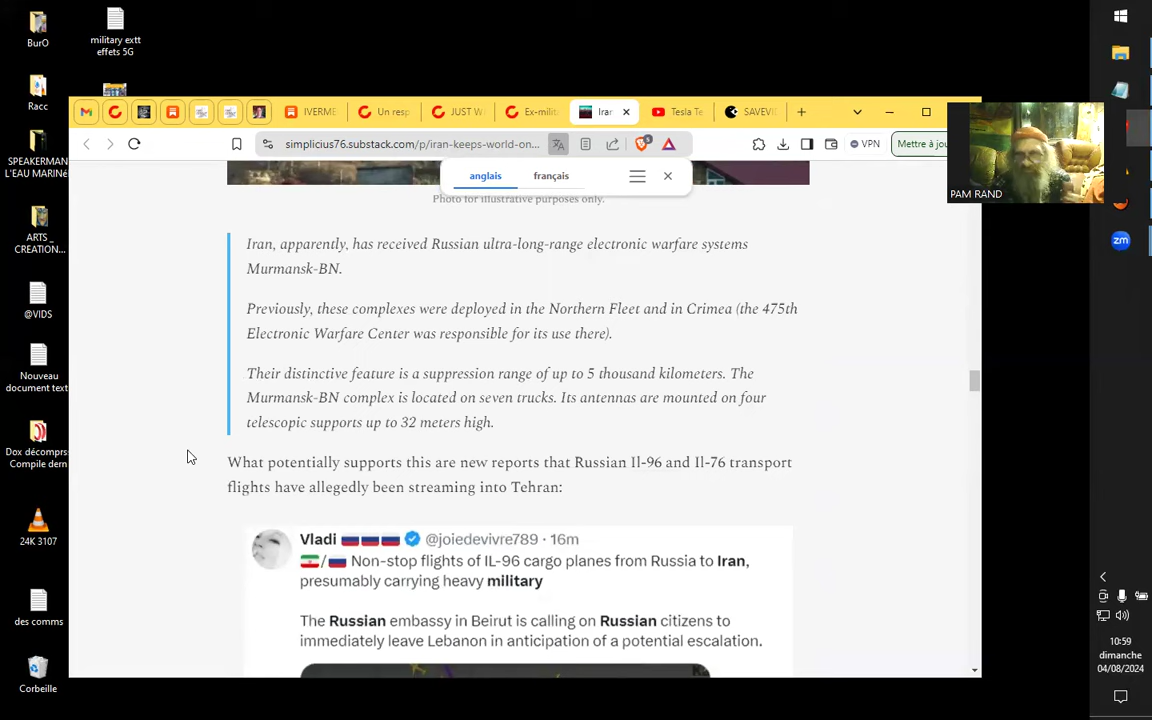 BurO
military extt
effets 5G
Racc
SPEAKERMAN
L'EAU MARINé
ARTS_
_CREATION...
@VIDS
Nouveau
document text
Dox décomprss
Compile dern
24K 3107
des comms
Corbeille
IVERME
Un resp
JUST W
Ex-milit
Iran
Tesla Te
SAVEVID
simplicius76.substack.com/p/iran-keeps-world-on...
VPN
Mettre à jou
anglais
français
PAM RAND
Photo for illustrative purposes only.
Iran, apparently, has received Russian ultra-long-range electronic warfare systems
Murmansk-BN.
Previously, these complexes were deployed in the Northern Fleet and in Crimea (the 475th
Electronic Warfare Center was responsible for its use there).
Their distinctive feature is a suppression range of up to 5 thousand kilometers. The
Murmansk-BN complex is located on seven trucks. Its antennas are mounted on four
telescopic supports up to 32 meters high.
What potentially supports this are new reports that Russian Il-96 and Il-76 transport
flights have allegedly been streaming into Tehran:
Vladi @joiedevivre789 · 16m
Non-stop flights of IL-96 cargo planes from Russia to Iran,
presumably carrying heavy military
The Russian embassy in Beirut is calling on Russian citizens to
immediately leave Lebanon in anticipation of a potential escalation.
zm
10:59
dimanche
04/08/2024